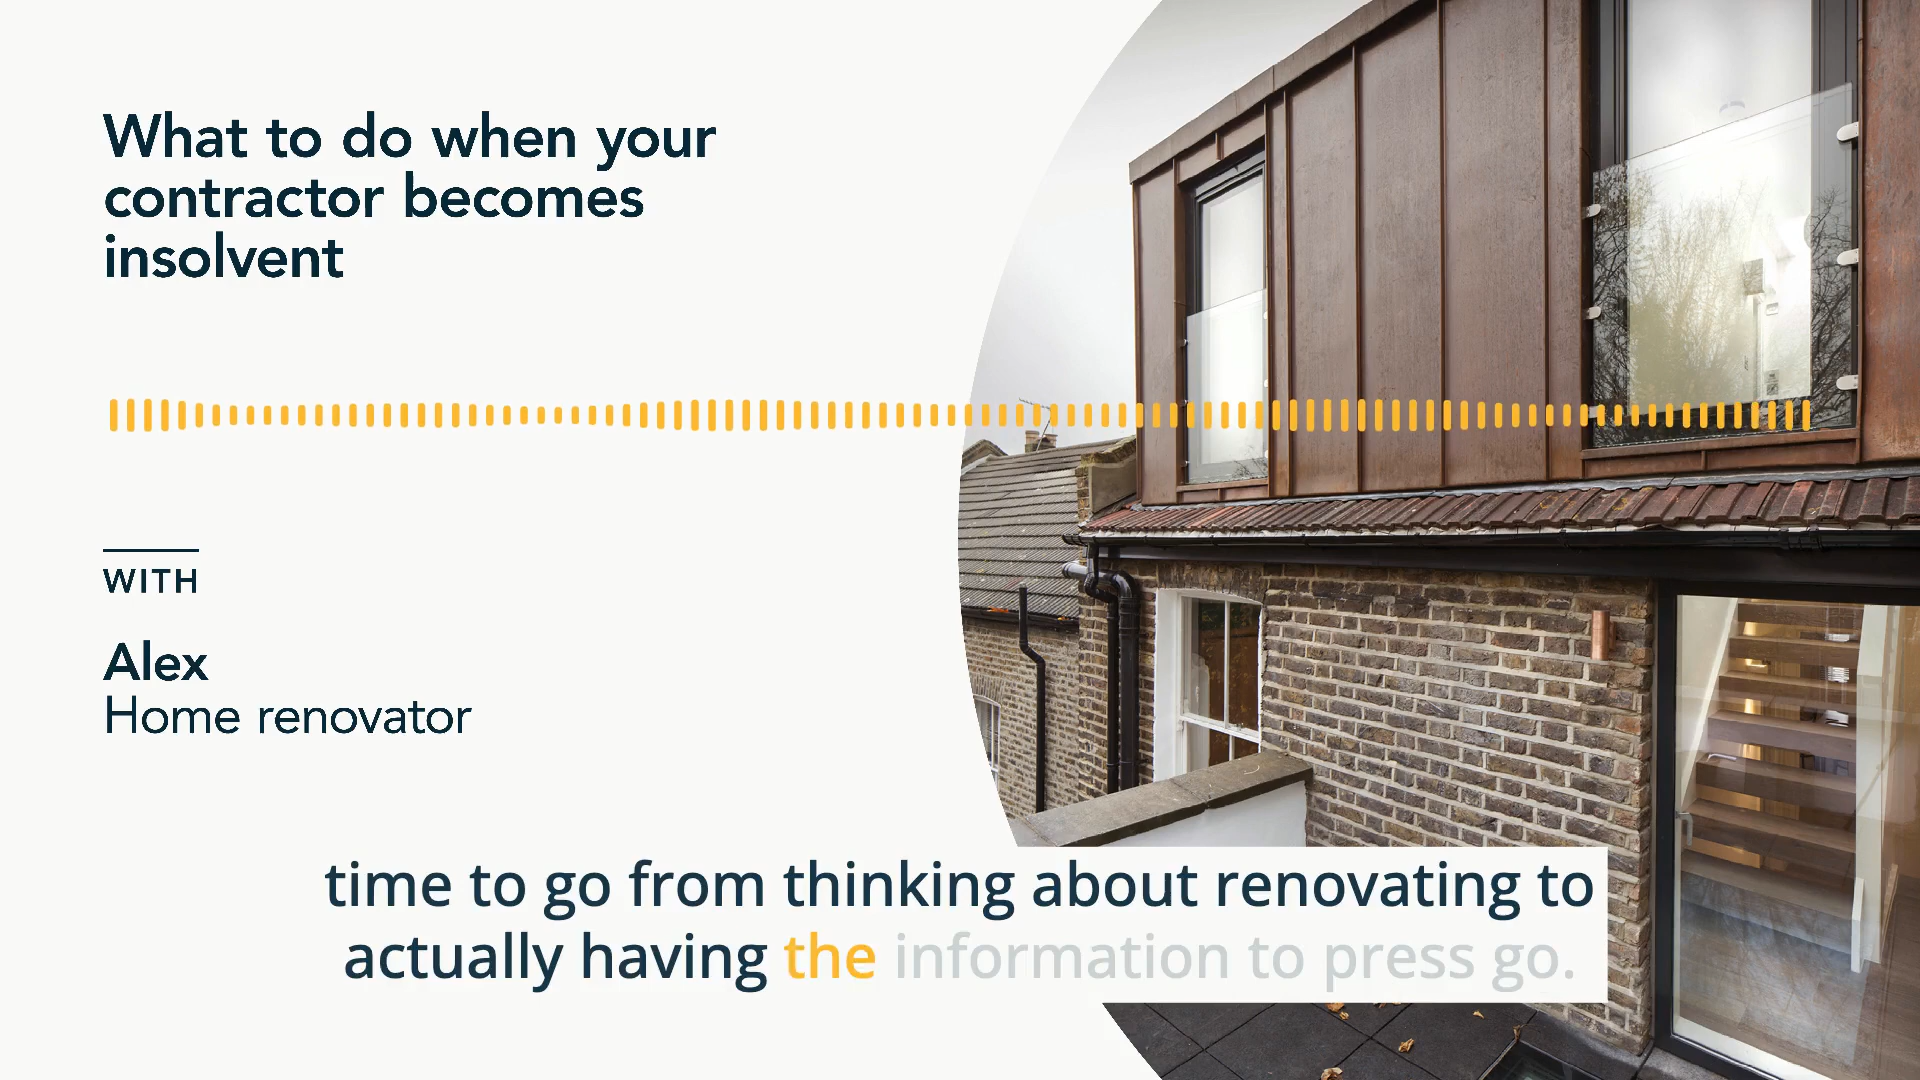 What to do when your
contractor becomes
insolvent
WITH
Alex
Home renovator
time to go from thinking about renovating to
actually having the information to press go.